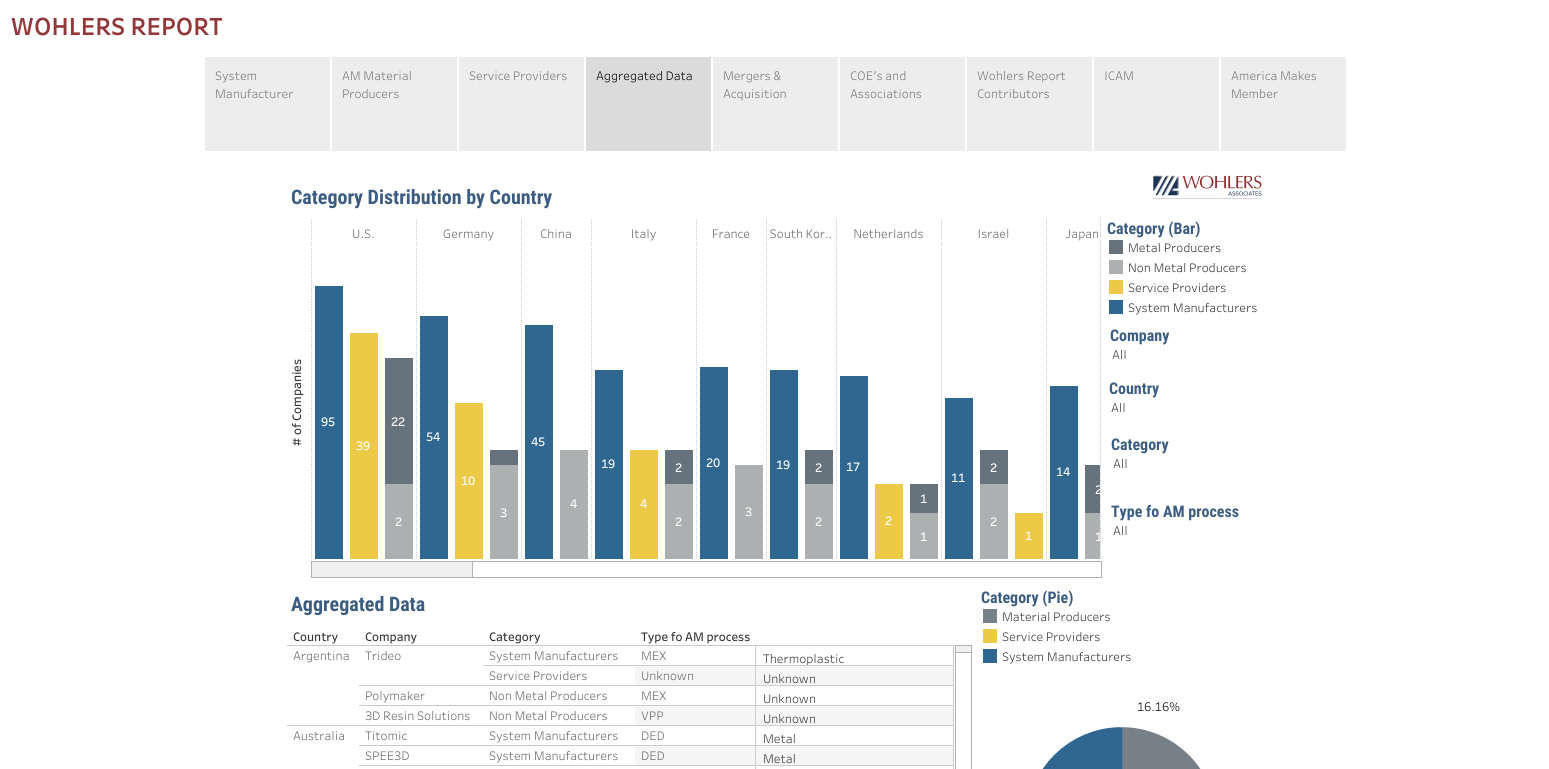 WOHLERS REPORT
System
Manufacturer
AM Material
Producers
Service Providers
Aggregated Data
Mergers &
Acquisition
COE's and
Associations
Wohlers Report
Contributors
ICAM
America Makes
Member
Category Distribution by Country
WOHLERS
ASSOCIATES
U.S. Germany China Italy France South Kor.. Netherlands Israel Japan
# of Companies
95 39 22 2
54 10 3
45 4
19 4 2 2
20 3
19 2 2
17 2 1 1
11 2 2 1
14 2 1
Category (Bar)
Metal Producers
Non Metal Producers
Service Providers
System Manufacturers
Company
All
Country
All
Category
All
Type fo AM process
All
Aggregated Data
Country Company Category Type fo AM process
Argentina Trideo System Manufacturers MEX Thermoplastic
Service Providers Unknown Unknown
Polymaker Non Metal Producers MEX Unknown
3D Resin Solutions Non Metal Producers VPP Unknown
Australia Titomic System Manufacturers DED Metal
SPEE3D System Manufacturers DED Metal
Category (Pie)
Material Producers
Service Providers
System Manufacturers
16.16%